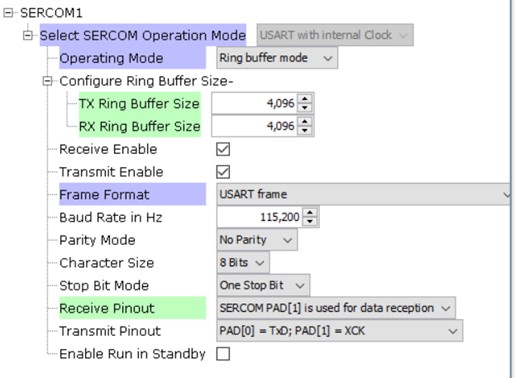 SERCOM1
Select SERCOM Operation Mode USART with internal Clock
Operating Mode Ring buffer mode
Configure Ring Buffer Size-
TX Ring Buffer Size 4,096
RX Ring Buffer Size 4,096
Receive Enable
Transmit Enable
Frame Format USART frame
Baud Rate in Hz 115,200
Parity Mode No Parity
Character Size 8 Bits
Stop Bit Mode One Stop Bit
Receive Pinout SERCOM PAD[1] is used for data reception
Transmit Pinout PAD[0] = TxD; PAD[1] = XCK
Enable Run in Standby